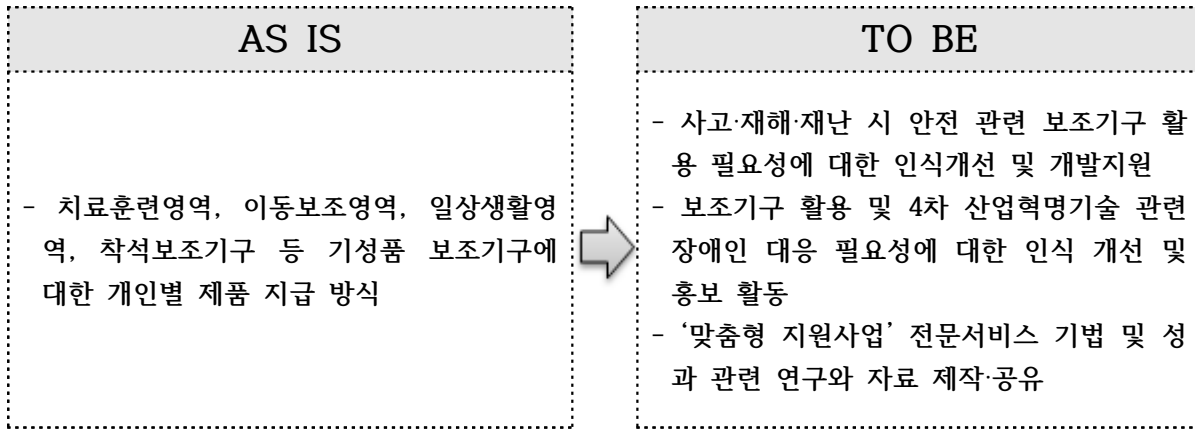 AS IS
- 치료훈련영역, 이동보조영역, 일상생활영
역, 착석보조기구 등 기성품 보조기구에
대한 개인별 제품 지급 방식
TO BE
- 사고·재해·재난 시 안전 관련 보조기구 활
용 필요성에 대한 인식개선 및 개발지원
- 보조기구 활용 및 4차 산업혁명기술 관련
장애인 대응 필요성에 대한 인식 개선 및
홍보 활동
- ‘맞춤형 지원사업’ 전문서비스 기법 및 성
과 관련 연구와 자료 제작·공유